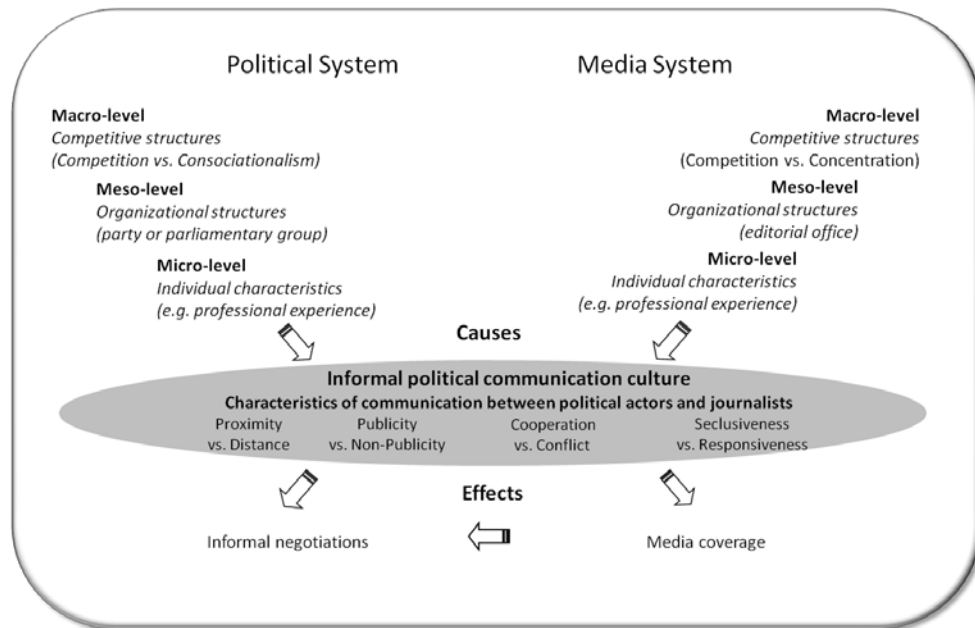 Political System
Media System
Macro-level
Competitive structures
(Competition vs. Consociationalism)
Meso-level
Organizational structures
(party or parliamentary group)
Micro-level
Individual characteristics
(e.g. professional experience)
Macro-level
Competitive structures
(Competition vs. Concentration)
Meso-level
Organizational structures
(editorial office)
Micro-level
Individual characteristics
(e.g. professional experience)
Causes
Informal political communication culture
Characteristics of communication between political actors and journalists
Proximity
vs. Distance
Publicity
vs. Non-Publicity
Cooperation
vs. Conflict
Seclusiveness
vs. Responsiveness
Effects
Informal negotiations
Media coverage